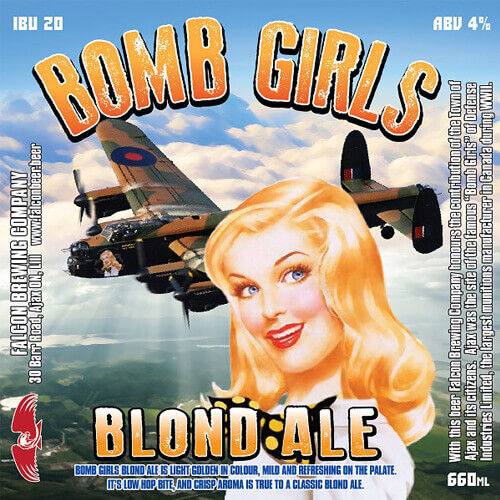 IBU 20
ABV 4%
BOMB GIRLS
FALCON BREWING COMPANY
30 Barr Road, Ajax On, LII www.falconbeer.beer
With this beer Falcon Brewing Company honours the contribution of the Town of
Ajax and its citizens. Ajax was the site of the famous "Bomb Girls" of Defense
Industries Limited, the largest munitions manufacturer in Canada during WWII.
BLOND ALE
BOMB GIRLS BLOND ALE IS LIGHT GOLDEN IN COLOUR, MILD AND REFRESHING ON THE PALATE.
IT'S LOW HOP BITE, AND CRISP AROMA IS TRUE TO A CLASSIC BLOND ALE.
660ML